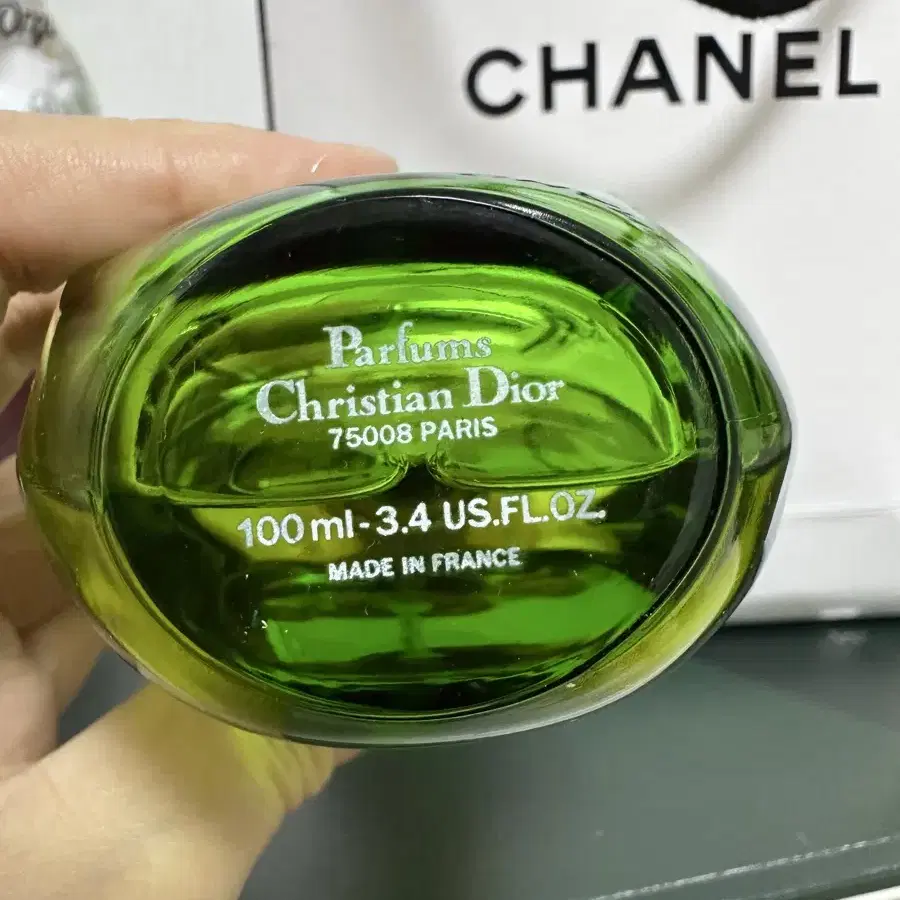 CHANEL
Parfums
Christian Dior
75008 PARIS
100 ml - 3.4 US.FL.OZ.
MADE IN FRANCE